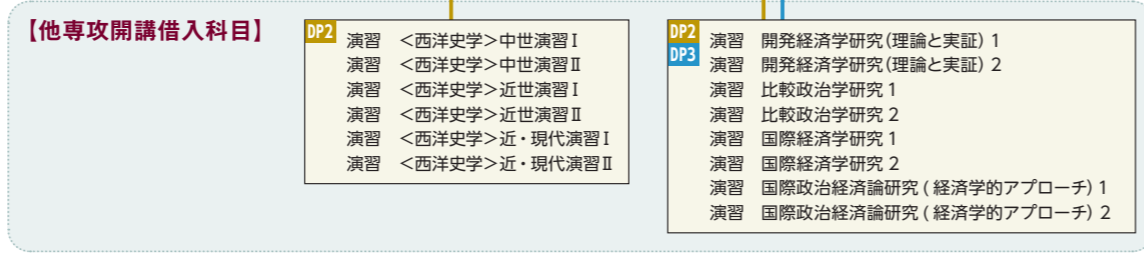 【他専攻開講借入科目】
DP2
演習 <西洋史学>中世演習Ⅰ
演習 <西洋史学>中世演習Ⅱ
演習 <西洋史学>近世演習Ⅰ
演習 <西洋史学>近世演習Ⅱ
演習 <西洋史学>近・現代演習Ⅰ
演習 <西洋史学>近・現代演習Ⅱ
DP2
DP3
演習 開発経済学研究(理論と実証) 1
演習 開発経済学研究(理論と実証) 2
演習 比較政治学研究 1
演習 比較政治学研究 2
演習 国際経済学研究 1
演習 国際経済学研究 2
演習 国際政治経済論研究 ( 経済学的アプローチ) 1
演習 国際政治経済論研究 ( 経済学的アプローチ) 2